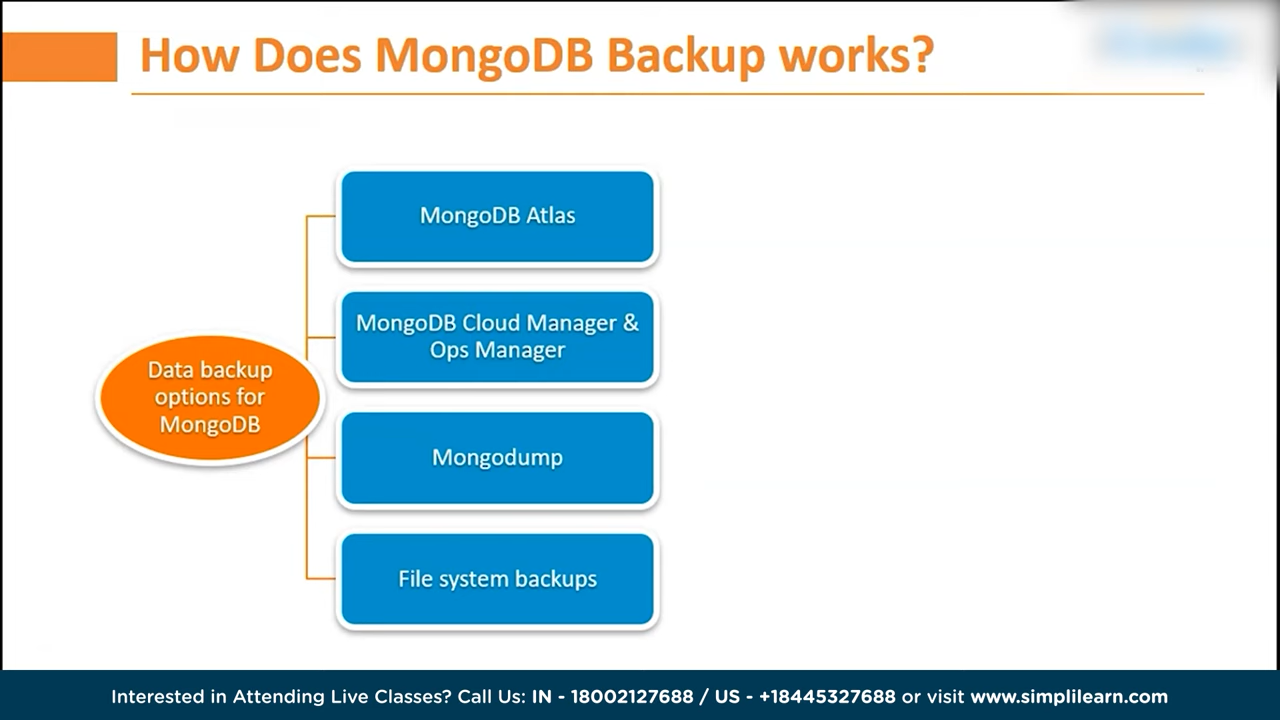 How Does MongoDB Backup works?
MongoDB Atlas
MongoDB Cloud Manager &
Ops Manager
Data backup
options for
MongoDB
Mongodump
File system backups
Interested in Attending Live Classes? Call Us: IN - 18002127688 / US - +18445327688 or visit www.simplilearn.com